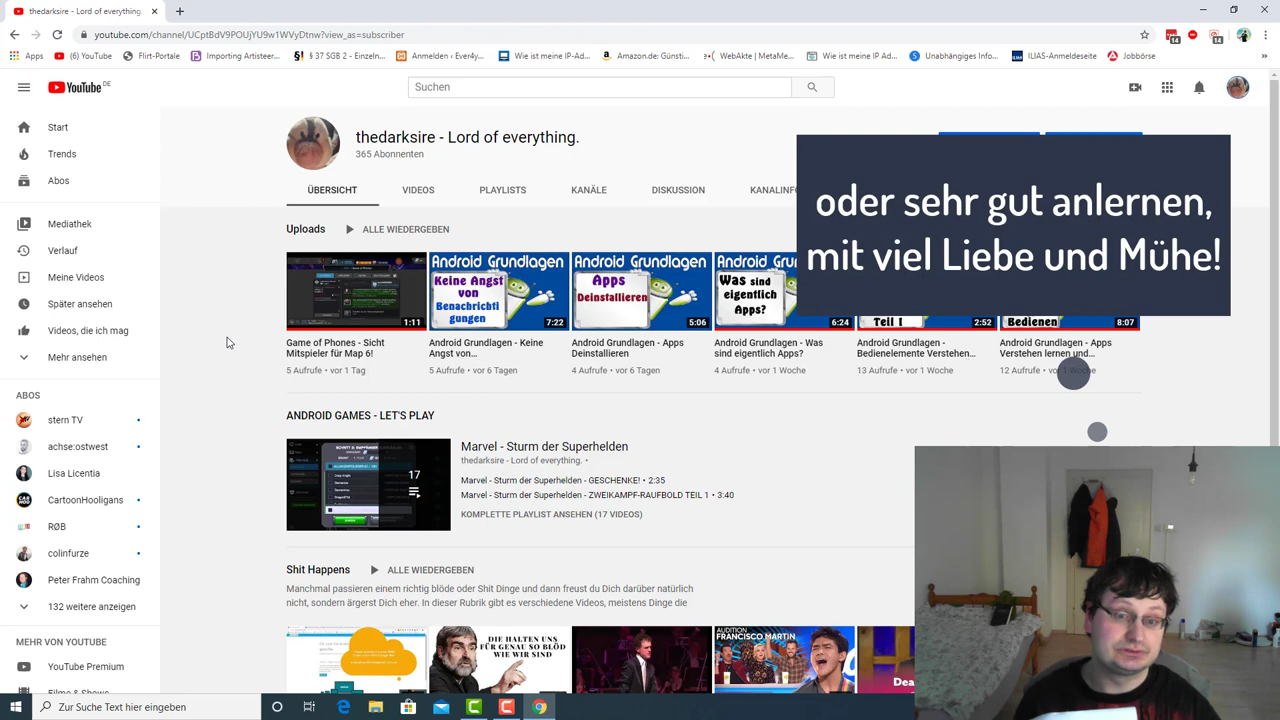 thedarksire - Lord of everything.
youtube.com/channel/UCptBdV9POUjYU9w1WVyDtnw?view_as=subscriber
14
14
Apps
(1) YouTube
Flirt-Portale
Importing Artisteer...
§ 37 SGB 2 - Einzeln...
Anmelden ‹ Ever4y...
Wie ist meine IP-Ad...
Amazon.de: Günsti...
WebAkte | MetaMe...
Wie ist meine IP Ad...
Unabhängiges Info...
ILIAS-Anmeldeseite
Jobbörse
YouTube DE
Suchen
Start
Trends
Abos
Mediathek
Verlauf
Meine Videos
Später ansehen
Videos, die ich mag
Mehr ansehen
ABOS
stern TV
achse:ostwest
Lisa Licentia
CartoonHooligans
RØB
colinfurze
Peter Frahm Coaching
132 weitere anzeigen
MEHR VON YOUTUBE
YouTube Premium
Filme & Shows
thedarksire - Lord of everything.
365 Abonnenten
ÜBERSICHT
VIDEOS
PLAYLISTS
KANÄLE
DISKUSSION
KANALINFO
oder sehr gut anlernen,
mit viel Liebe und Mühe!
Uploads
ALLE WIEDERGEBEN
1:11
Game of Phones - Sicht
Mitspieler für Map 6!
5 Aufrufe • vor 1 Tag
Android Grundlagen
Keine Angst
von
Benachrichti
gungen
7:22
Android Grundlagen - Keine
Angst von...
5 Aufrufe • vor 6 Tagen
Android Grundlagen
Apps
Deinstallieren
5:06
Android Grundlagen - Apps
Deinstallieren
4 Aufrufe • vor 6 Tagen
Android Grundlagen
Was sind
eigentlich
Apps?
6:24
Android Grundlagen - Was
sind eigentlich Apps?
4 Aufrufe • vor 1 Woche
Teil 1
2:52
Android Grundlagen -
Bedienelemente Verstehen...
13 Aufrufe • vor 1 Woche
Bedienen
8:07
Android Grundlagen - Apps
Verstehen lernen und...
12 Aufrufe • vor 1 Woche
ANDROID GAMES - LET'S PLAY
17
Marvel - Sturm der Superhelden
thedarksire - Lord of everything. •
Marvel - Sturm der Superhelden - GESCHENKE! • 2:35
Marvel - Sturm der Superhelden - ZWEIKAMPF-RAUFBOLD TEIL 1 • 3:40
KOMPLETTE PLAYLIST ANSEHEN (17 VIDEOS)
Shit Happens
ALLE WIEDERGEBEN
Manchmal passieren einem richtig blöde oder Shit Dinge und dann freust du Dich darüber natürlich
nicht, sondern ärgerst Dich eher. In dieser Rubrik gibt es verschiedene Videos, meistens Dinge die
DIE HALTEN UNS
FÜR GENAU SO BLÖD
WIE WIR SIND
AUDITION
FRANCISCO MARTIN
Dea
Zur Suche Text hier eingeben